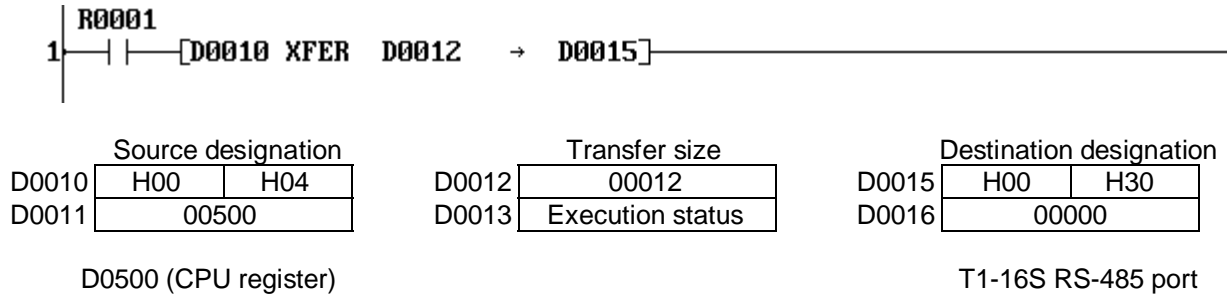 R0001
1 [D0010 XFER D0012 → D0015]
Source designation Transfer size Destination designation
D0010 H00 H04 D0012 00012 D0015 H00 H30
D0011 00500 D0013 Execution status D0016 00000
D0500 (CPU register) T1-16S RS-485 port